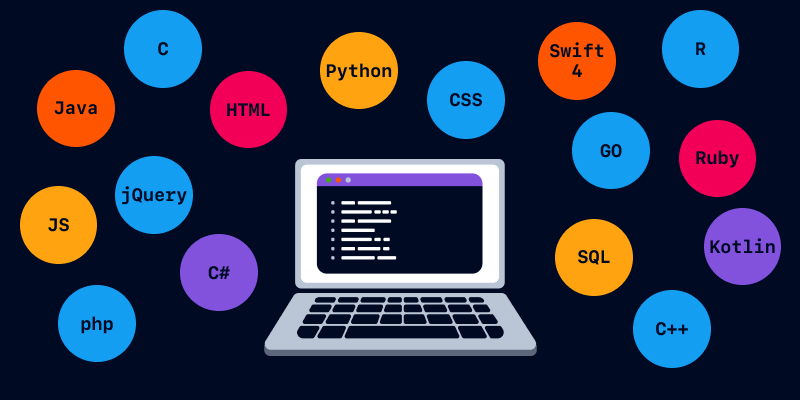 C
Python
Swift
4
R
Java
HTML
CSS
GO
Ruby
jQuery
JS
SQL
Kotlin
C#
php
C++